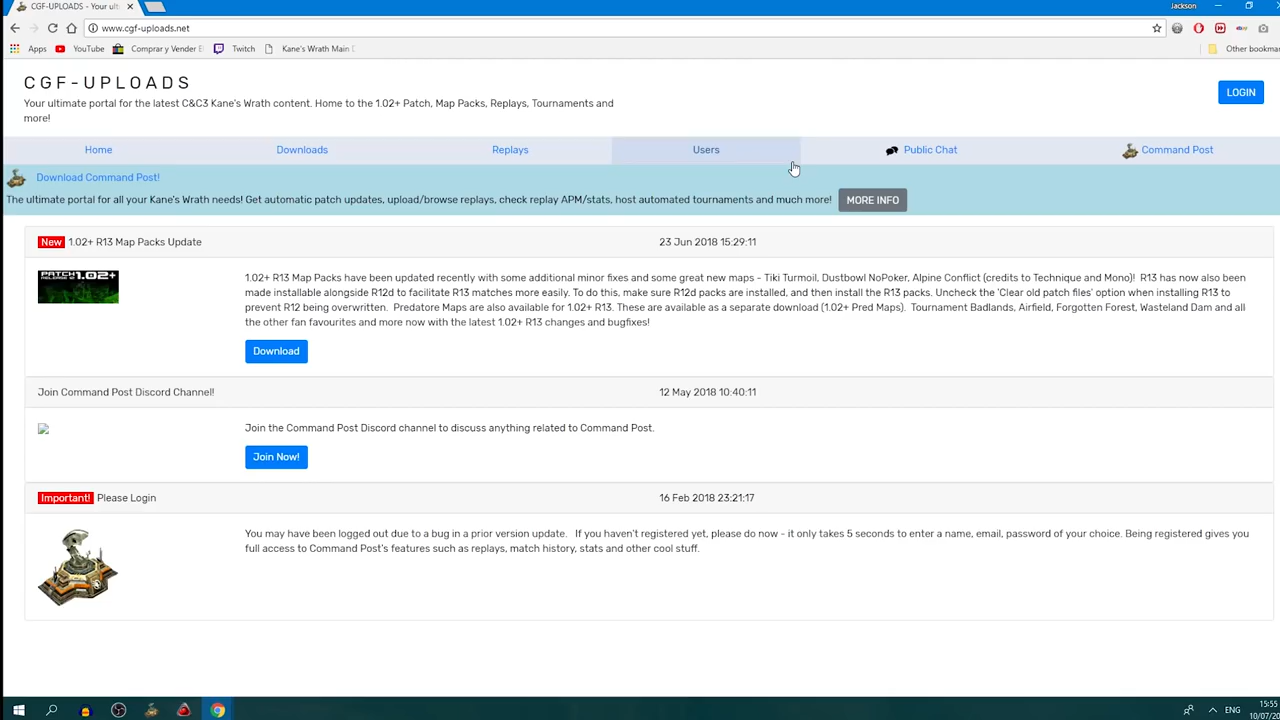 CGF-UPLOADS - Your ult
Jackson
www.cgf-uploads.net
Apps YouTube Comprar y Vender E Twitch Kane's Wrath Main Other bookmar
CGF-UPLOADS
Your ultimate portal for the latest C&C3 Kane's Wrath content. Home to the 1.02+ Patch, Map Packs, Replays, Tournaments and
more!
LOGIN
Home Downloads Replays Users Public Chat Command Post
Download Command Post!
The ultimate portal for all your Kane's Wrath needs! Get automatic patch updates, upload/browse replays, check replay APM/stats, host automated tournaments and much more! MORE INFO
New 1.02+ R13 Map Packs Update 23 Jun 2018 15:29:11
PATCH 1.02+
1.02+ R13 Map Packs have been updated recently with some additional minor fixes and some great new maps - Tiki Turmoil, Dustbowl NoPoker, Alpine Conflict (credits to Technique and Mono)! R13 has now also been
made installable alongside R12d to facilitate R13 matches more easily. To do this, make sure R12d packs are installed, and then install the R13 packs. Uncheck the 'Clear old patch files' option when installing R13 to
prevent R12 being overwritten. Predatore Maps are also available for 1.02+ R13. These are available as a separate download (1.02+ Pred Maps). Tournament Badlands, Airfield, Forgotten Forest, Wasteland Dam and all
the other fan favourites and more now with the latest 1.02+ R13 changes and bugfixes!
Download
Join Command Post Discord Channel! 12 May 2018 10:40:11
Join the Command Post Discord channel to discuss anything related to Command Post.
Join Now!
Important! Please Login 16 Feb 2018 23:21:17
You may have been logged out due to a bug in a prior version update. If you haven't registered yet, please do now - it only takes 5 seconds to enter a name, email, password of your choice. Being registered gives you
full access to Command Post's features such as replays, match history, stats and other cool stuff.
ENG
15:55
10/07/20